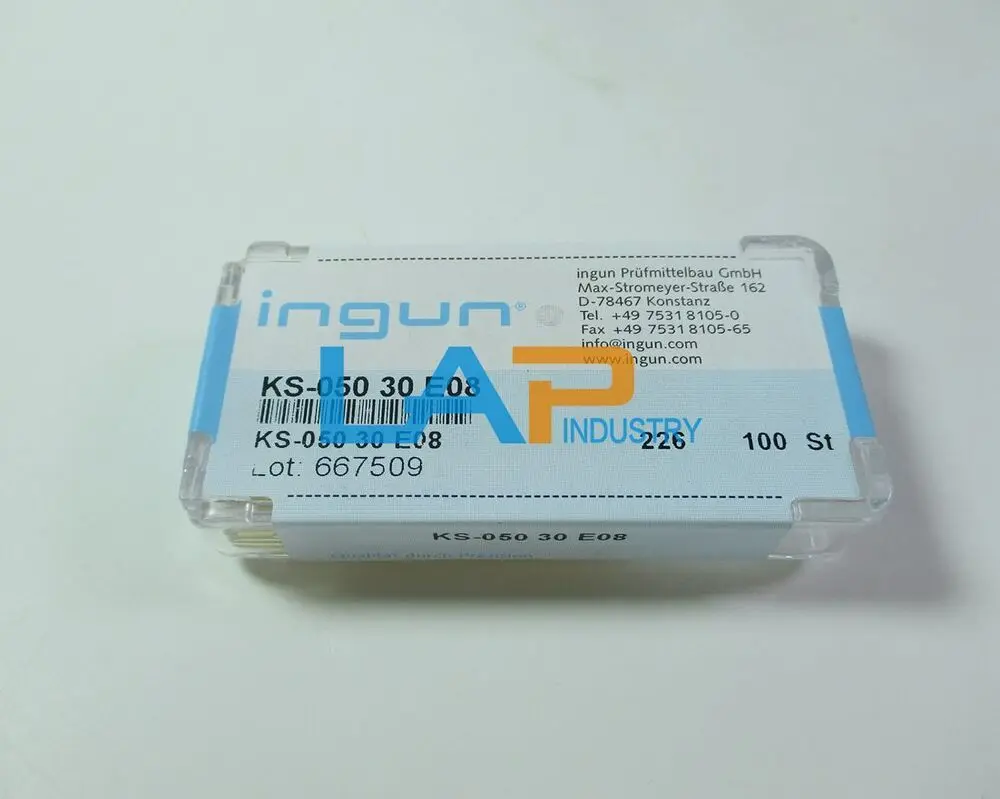 ingun®
ingun Prüfmittelbau GmbH
Max-Stromeyer-Straße 162
D-78467 Konstanz
Tel. +49 7531 8105-0
Fax +49 7531 8105-65
info@ingun.com
www.ingun.com
KS-050 30 E08
LAP
INDUSTRY
KS-050 30 E08 226 100 St
Lot: 667509
KS-050 30 E08
durch Präzision